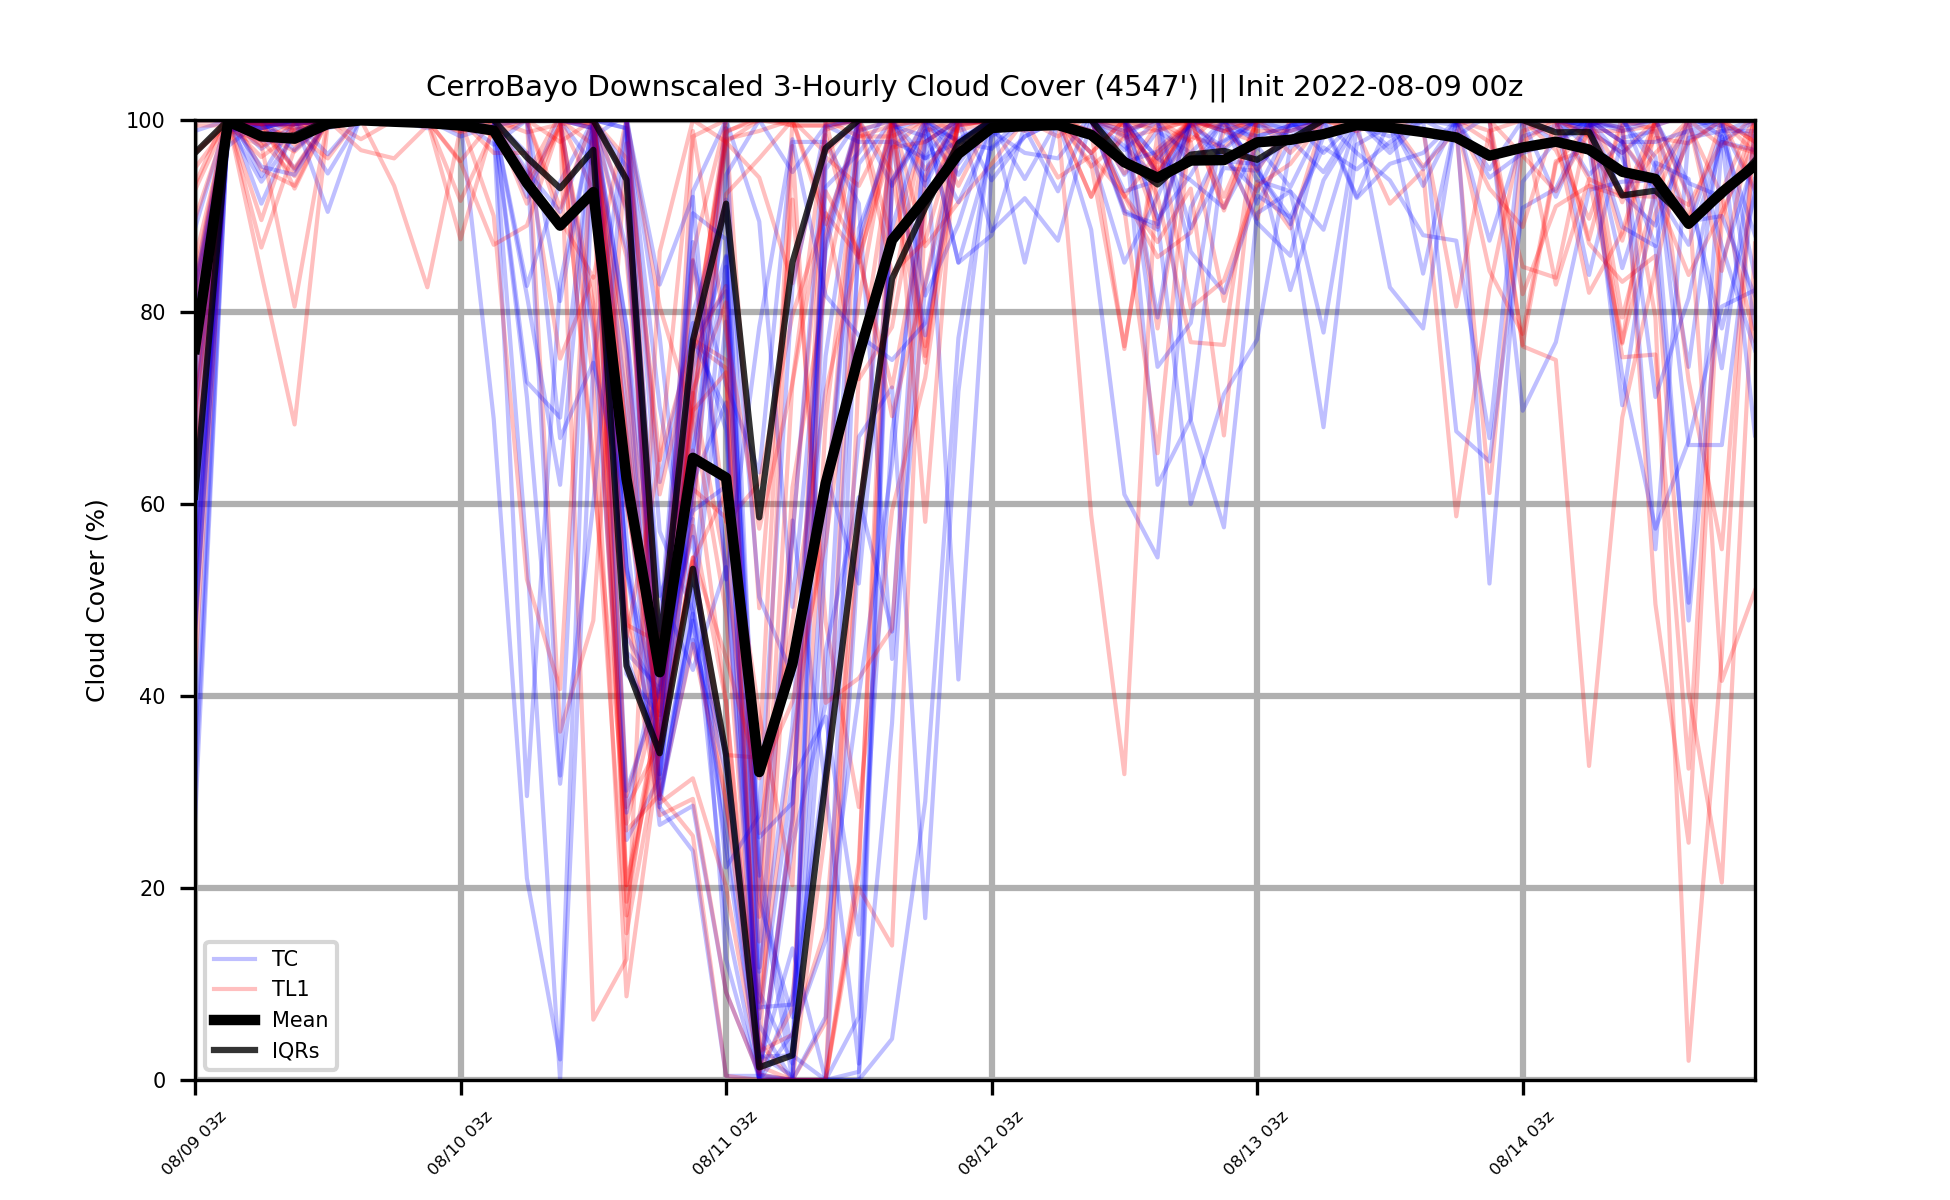 CerroBayo Downscaled 3-Hourly Cloud Cover (4547') || Init 2022-08-09 00z
Cloud Cover (%)
100
80
60
40
20
0
TC
TL1
Mean
IQRs
08/09 03z
08/10 03z
08/11 03z
08/12 03z
08/13 03z
08/14 03z